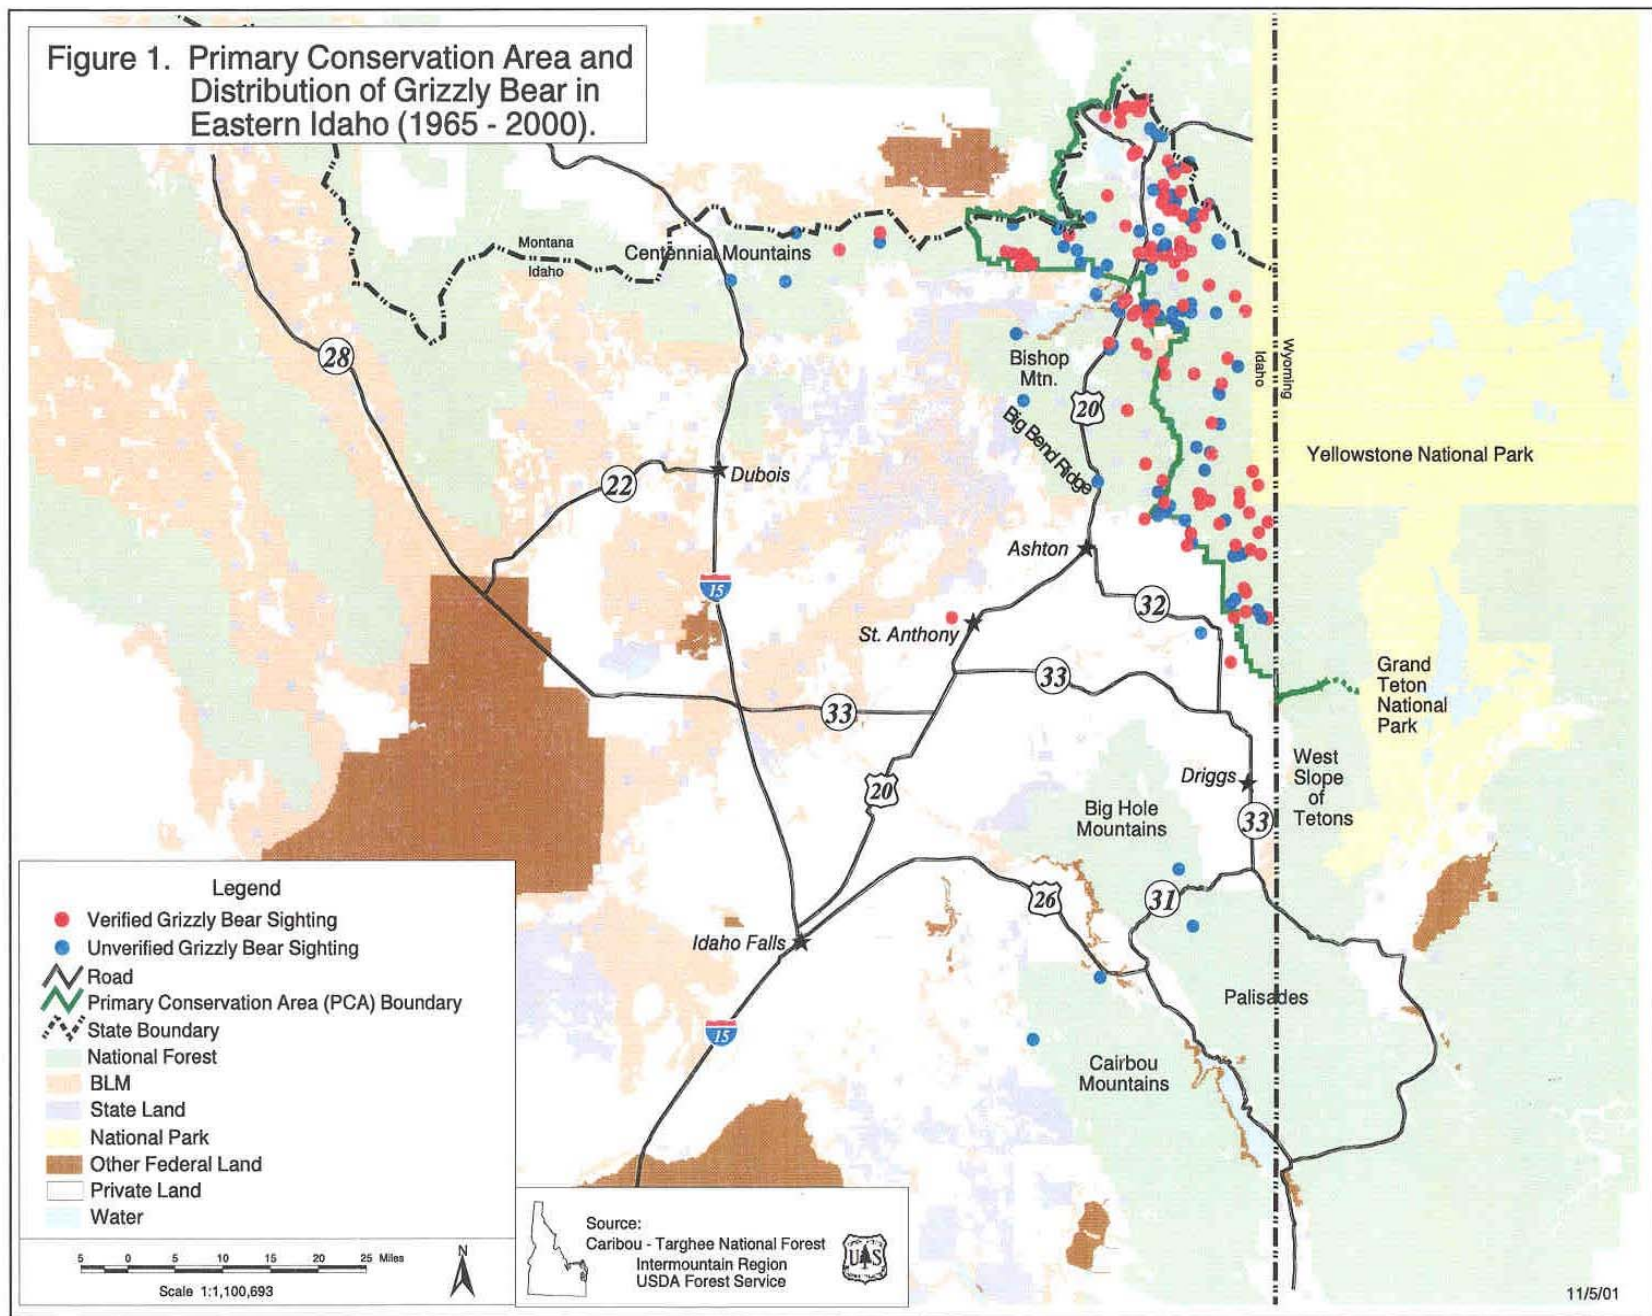 Figure 1. Primary Conservation Area and
Distribution of Grizzly Bear in
Eastern Idaho (1965 - 2000).
Montana
Idaho
Centennial Mountains
28
Bishop
Mtn.
20
Big Bend Ridge
Idaho
Wyoming
Yellowstone National Park
22
Dubois
Ashton
15
32
St. Anthony
33
33
Grand
Teton
National
Park
20
Driggs
West
Slope
of
Tetons
Big Hole
Mountains
33
26
31
Idaho Falls
Palisades
15
Cairbou
Mountains
Legend
Verified Grizzly Bear Sighting
Unverified Grizzly Bear Sighting
Road
Primary Conservation Area (PCA) Boundary
State Boundary
National Forest
BLM
State Land
National Park
Other Federal Land
Private Land
Water
5 0 5 10 15 20 25 Miles
Scale 1:1,100,693
N
Source:
Caribou - Targhee National Forest
Intermountain Region
USDA Forest Service
U S
11/5/01